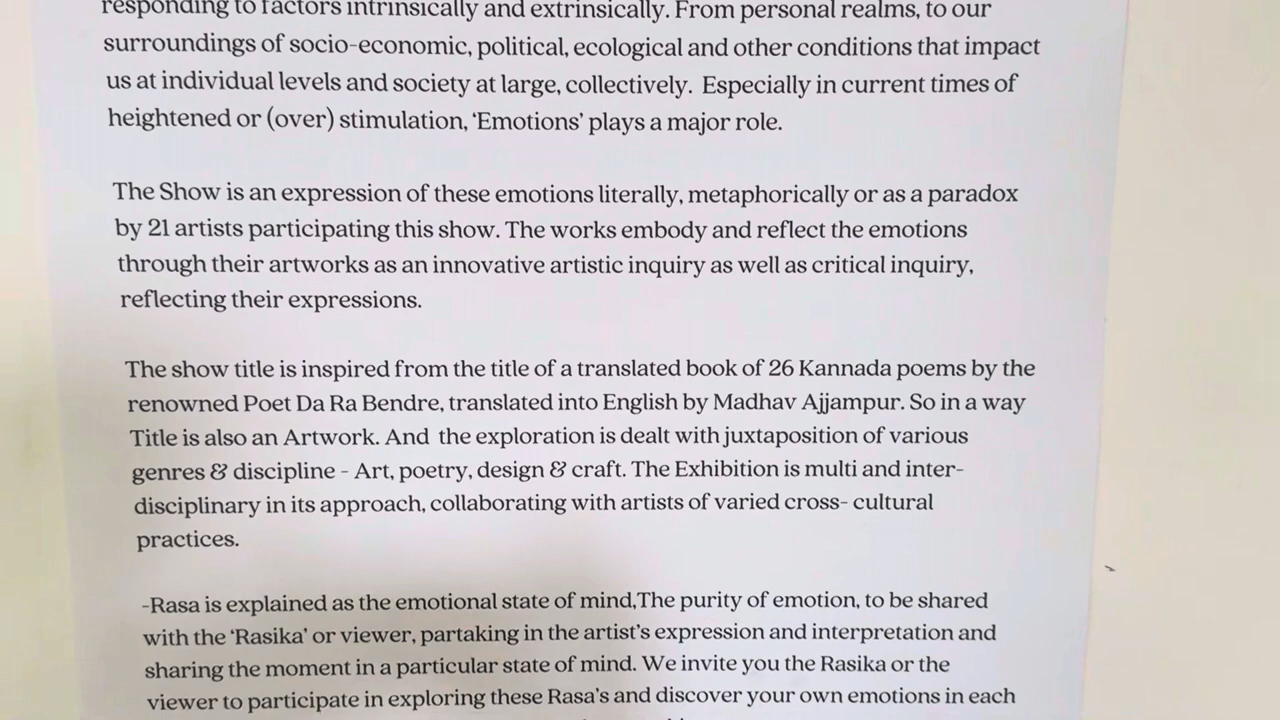 responding to factors intrinsically and extrinsically. From personal realms, to our
surroundings of socio-economic, political, ecological and other conditions that impact
us at individual levels and society at large, collectively. Especially in current times of
heightened or (over) stimulation, ‘Emotions’ plays a major role.
The Show is an expression of these emotions literally, metaphorically or as a paradox
by 21 artists participating this show. The works embody and reflect the emotions
through their artworks as an innovative artistic inquiry as well as critical inquiry,
reflecting their expressions.
The show title is inspired from the title of a translated book of 26 Kannada poems by the
renowned Poet Da Ra Bendre, translated into English by Madhav Ajjampur. So in a way
Title is also an Artwork. And the exploration is dealt with juxtaposition of various
genres & discipline - Art, poetry, design & craft. The Exhibition is multi and inter-
disciplinary in its approach, collaborating with artists of varied cross- cultural
practices.
-Rasa is explained as the emotional state of mind,The purity of emotion, to be shared
with the ‘Rasika’ or viewer, partaking in the artist’s expression and interpretation and
sharing the moment in a particular state of mind. We invite you the Rasika or the
viewer to participate in exploring these Rasa’s and discover your own emotions in each